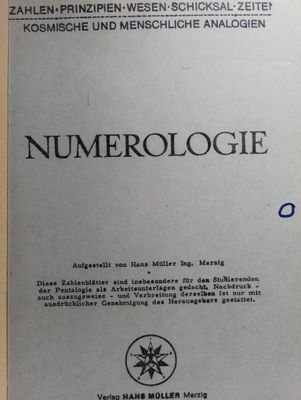 ZAHLEN•PRINZIPIEN•WESEN•SCHICKSAL•ZEITEN
KOSMISCHE UND MENSCHLICHE ANALOGIEN
NUMEROLOGIE
Aufgestellt von Hans Müller Ing. Merzig
*
Diese Zahlenblätter sind insbesondere für den Studierenden
der Pentalogie als Arbeitsunterlagen gedacht. Nachdruck -
auch auszugsweise - und Verbreitung derselben ist nur mit
ausdrücklicher Genehmigung des Herausgebers gestattet.
Verlag HANS MÜLLER Merzig